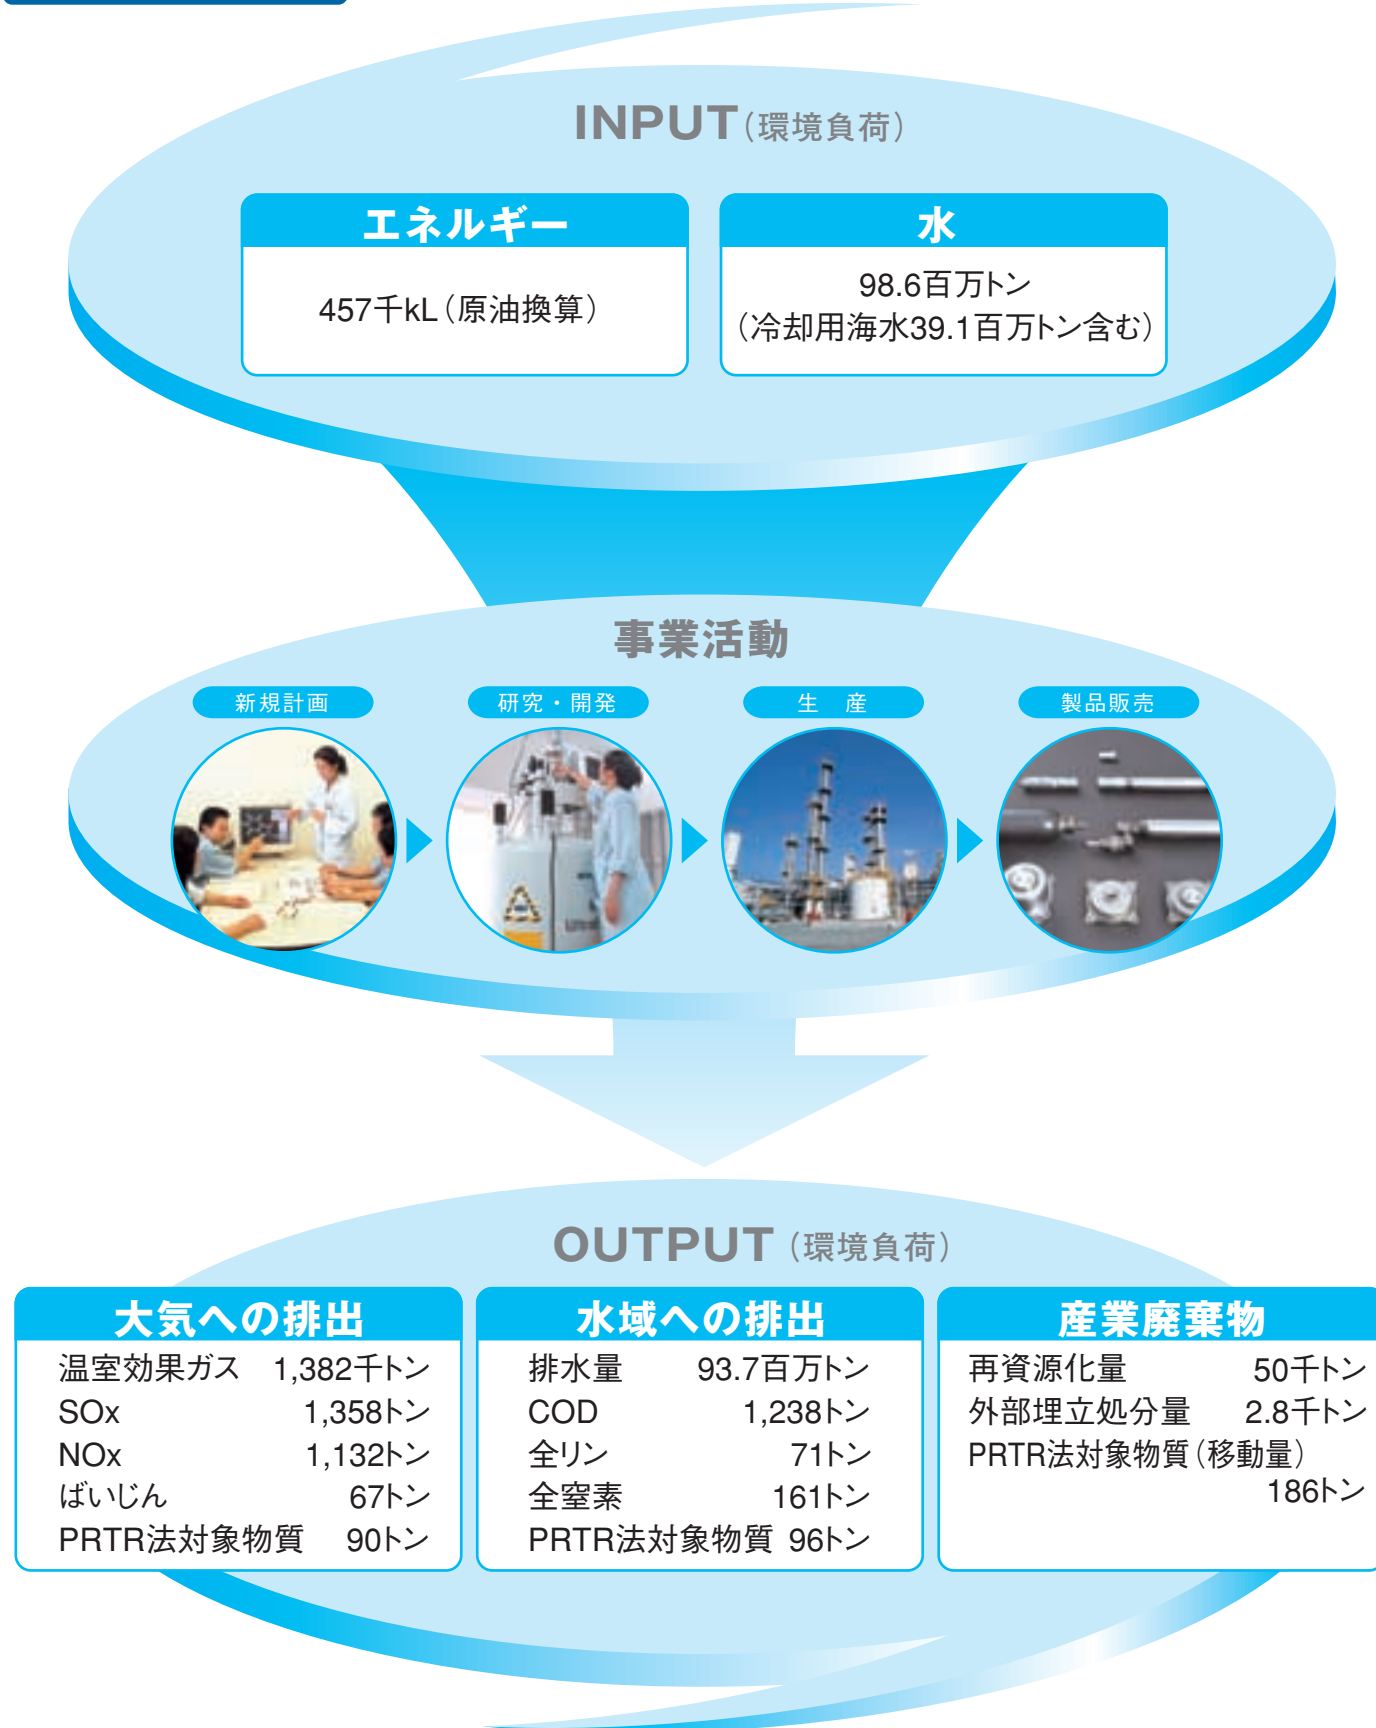 INPUT(環境負荷)
エネルギー
457千kL(原油換算)
水
98.6百万トン
(冷却用海水39.1百万トン含む)
事業活動
新規計画
研究・開発
生 産
製品販売
OUTPUT(環境負荷)
大気への排出
温室効果ガス 1,382千トン
SOx 1,358トン
NOx 1,132トン
ばいじん 67トン
PRTR法対象物質 90トン
水域への排出
排水量 93.7百万トン
COD 1,238トン
全リン 71トン
全窒素 161トン
PRTR法対象物質 96トン
産業廃棄物
再資源化量 50千トン
外部埋立処分量 2.8千トン
PRTR法対象物質(移動量)
186トン